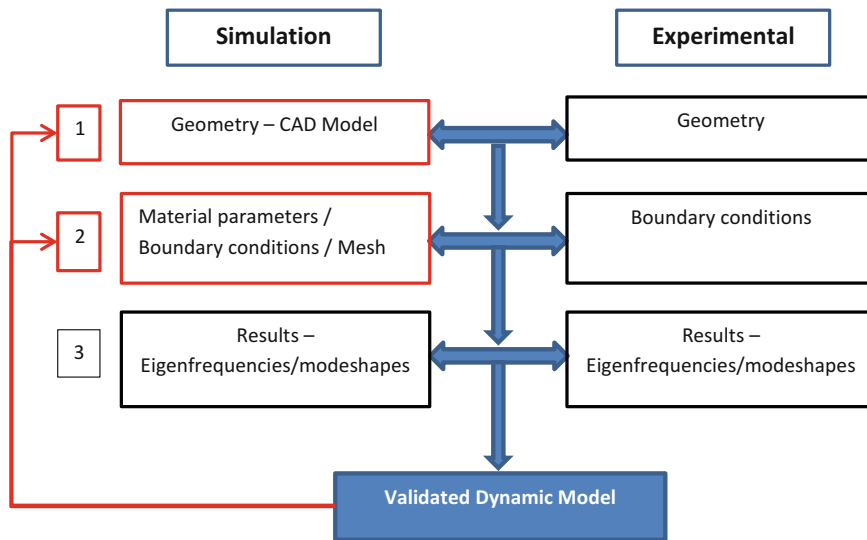 Simulation
Experimental
1
Geometry – CAD Model
Geometry
2
Material parameters /
Boundary conditions / Mesh
Boundary conditions
3
Results –
Eigenfrequencies/modeshapes
Results –
Eigenfrequencies/modeshapes
Validated Dynamic Model